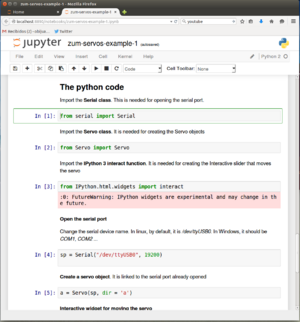 zum-servos-example-1 - Mozilla Firefox
Home
zum-servos-example-1
youtube
Twitter
jupyter zum-servos-example-1 (autosaved)
File Edit View Insert Cell Kernel Help
Python 2
Code
Cell Toolbar:
None
The python code
Import the Serial class. This is needed for opening the serial port.
In [1]: from serial import Serial
Import the Servo class. It is needed for creating the Servo objects
In [2]: from Servo import Servo
Import the IPython 3 interact function. It is needed for creating the Interactive slider that moves
the servo
In [3]: from IPython.html.widgets import interact
:0: FutureWarning: IPython widgets are experimental and may change in th
e future.
Open the serial port
Change the serial device name. In linux, by default, it is /dev/ttyUSB0. In Windows, it should be
COM1, COM2...
In [4]: sp = Serial("/dev/ttyUSB0", 19200)
Create a servo object. It is linked to the serial port already opened
In [5]: a = Servo(sp, dir = 'a')
Interactive widget for moving the servo